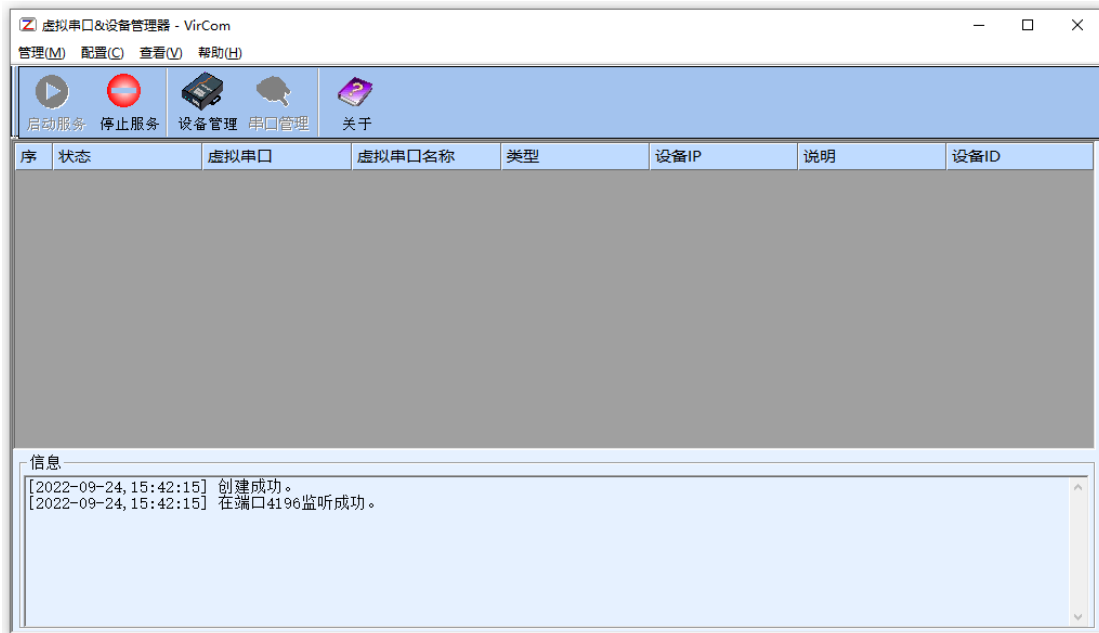 虚拟串口&设备管理器 - VirCom
管理(M) 配置(C) 查看(V) 帮助(H)
启动服务 停止服务 设备管理 串口管理 关于
序 状态 虚拟串口 虚拟串口名称 类型 设备IP 说明 设备ID
信息
[2022-09-24,15:42:15] 创建成功。
[2022-09-24,15:42:15] 在端口4196监听成功。